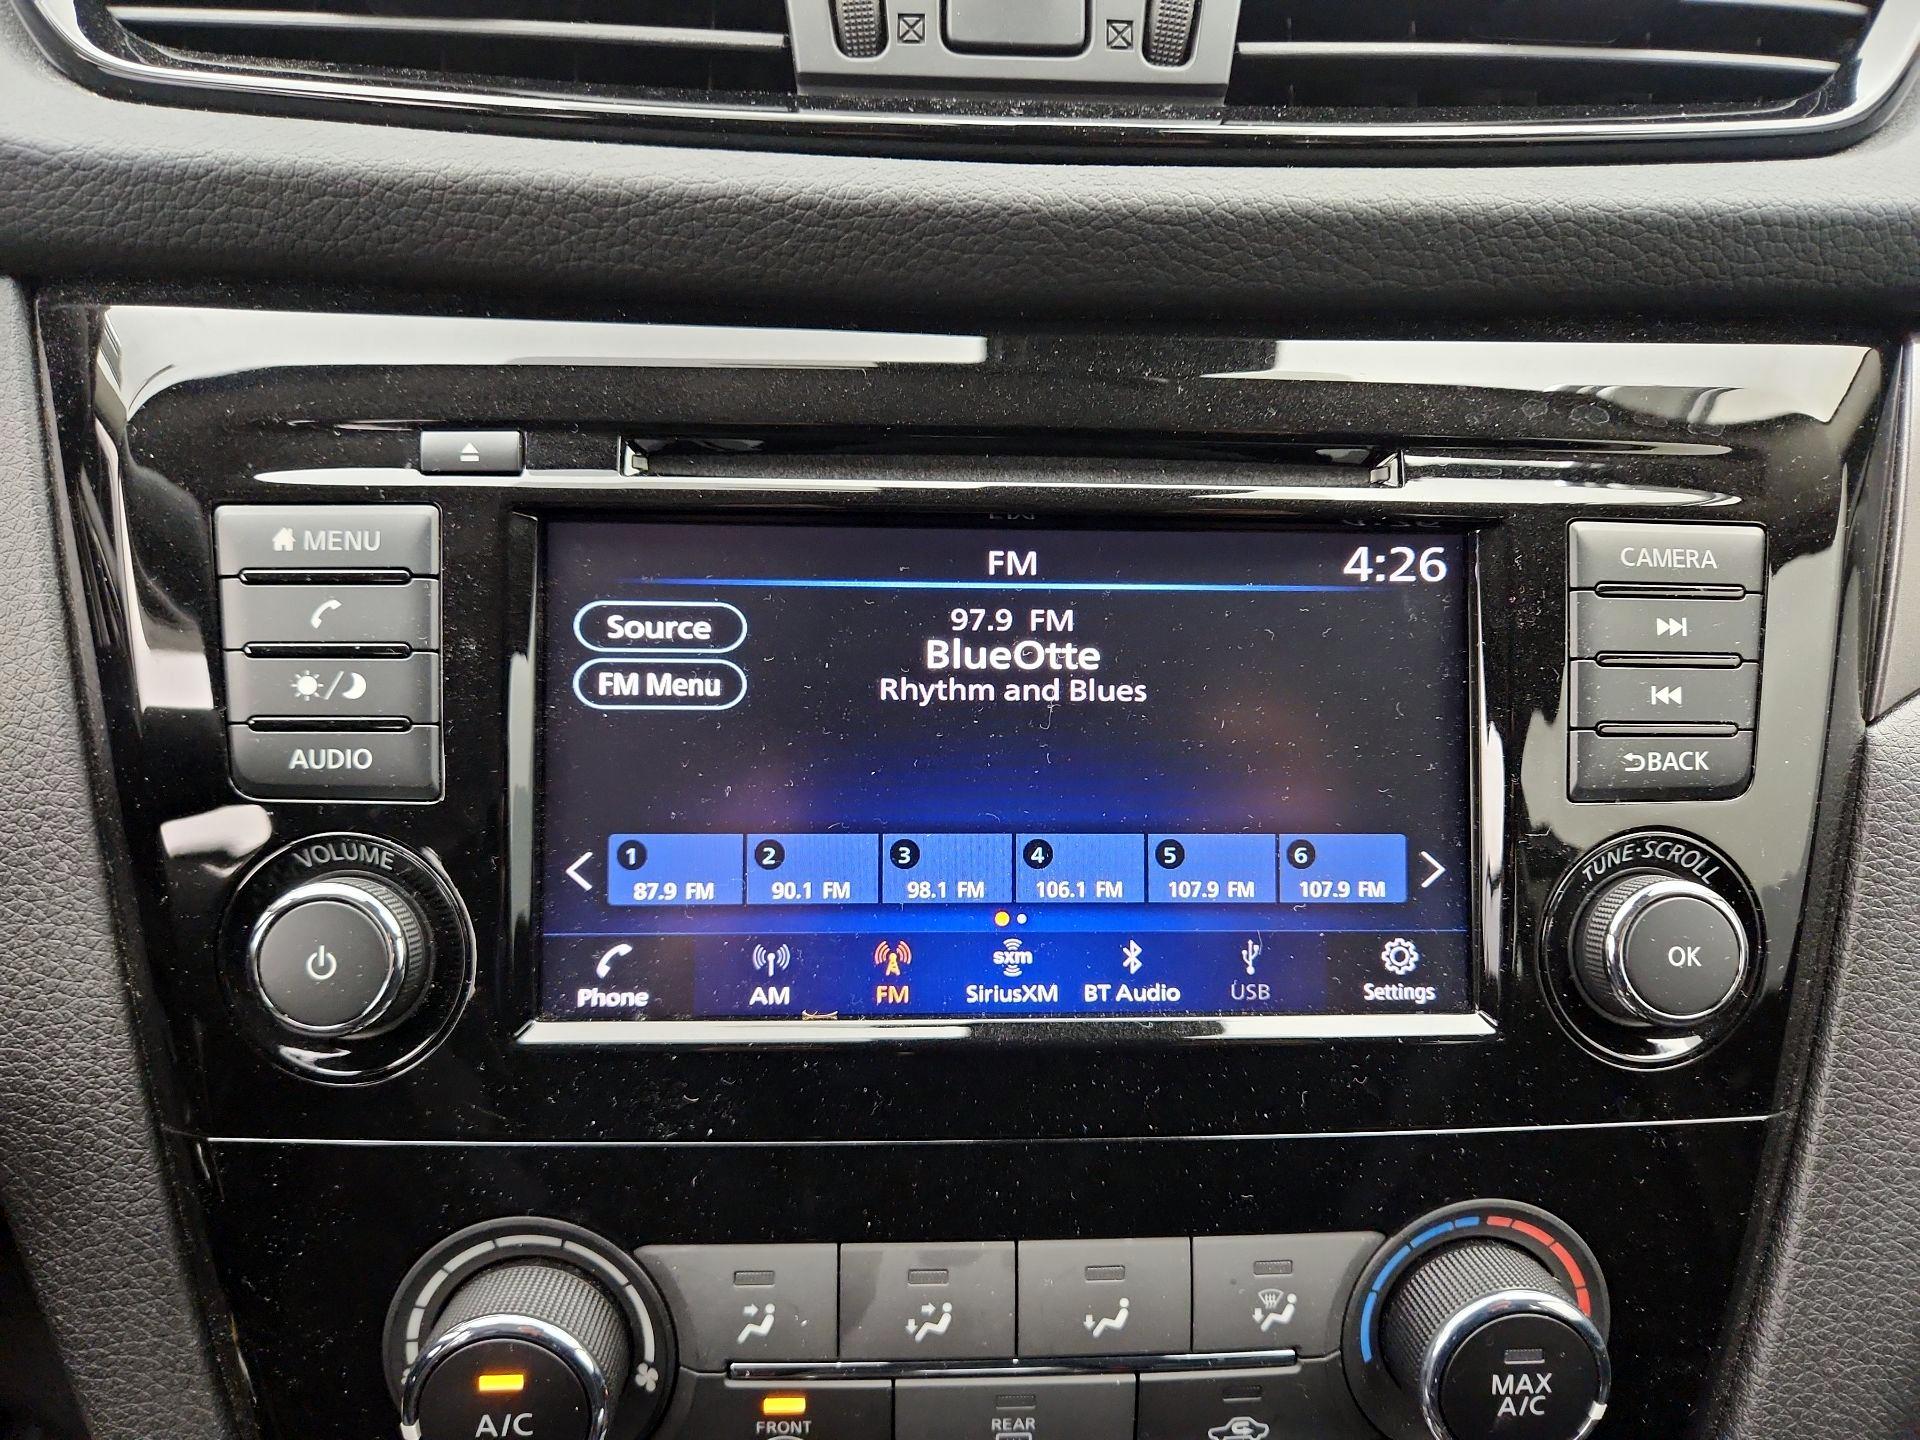 MENU
AUDIO
VOLUME
FM
4:26
Source
FM Menu
97.9 FM
BlueOtte
Rhythm and Blues
1
87.9 FM
2
90.1 FM
3
98.1 FM
4
106.1 FM
5
107.9 FM
6
107.9 FM
Phone
AM
FM
sxm
SiriusXM
BT Audio
USB
Settings
CAMERA
BACK
TUNE·SCROLL
OK
A/C
FRONT
REAR
MAX
A/C